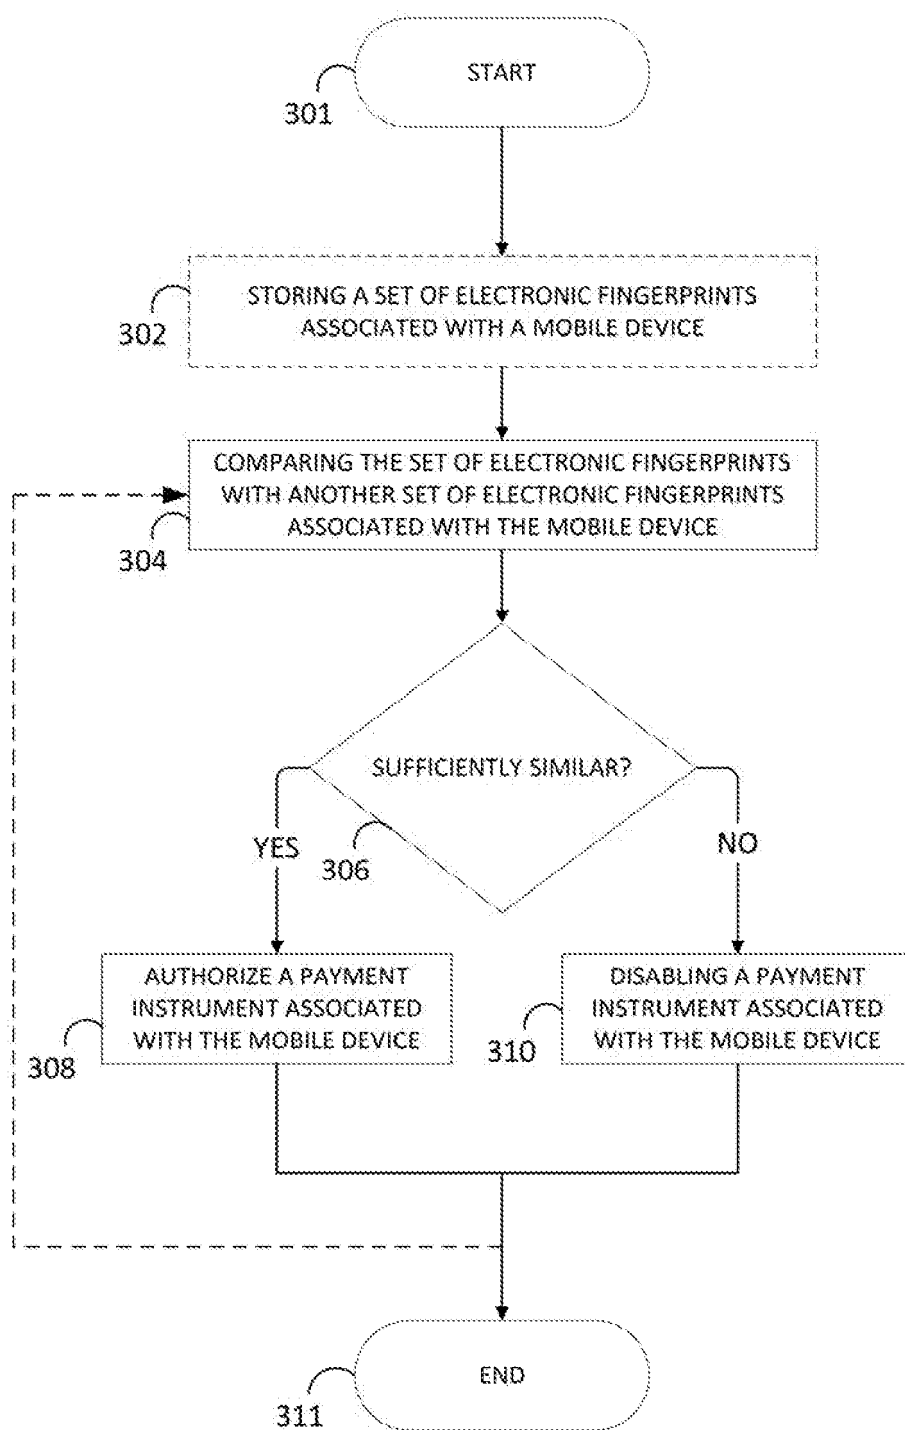 START
301
STORING A SET OF ELECTRONIC FINGERPRINTS
ASSOCIATED WITH A MOBILE DEVICE
302
COMPARING THE SET OF ELECTRONIC FINGERPRINTS
WITH ANOTHER SET OF ELECTRONIC FINGERPRINTS
ASSOCIATED WITH THE MOBILE DEVICE
304
SUFFICIENTLY SIMILAR?
306
YES
NO
AUTHORIZE A PAYMENT
INSTRUMENT ASSOCIATED
WITH THE MOBILE DEVICE
308
DISABLING A PAYMENT
INSTRUMENT ASSOCIATED
WITH THE MOBILE DEVICE
310
END
311